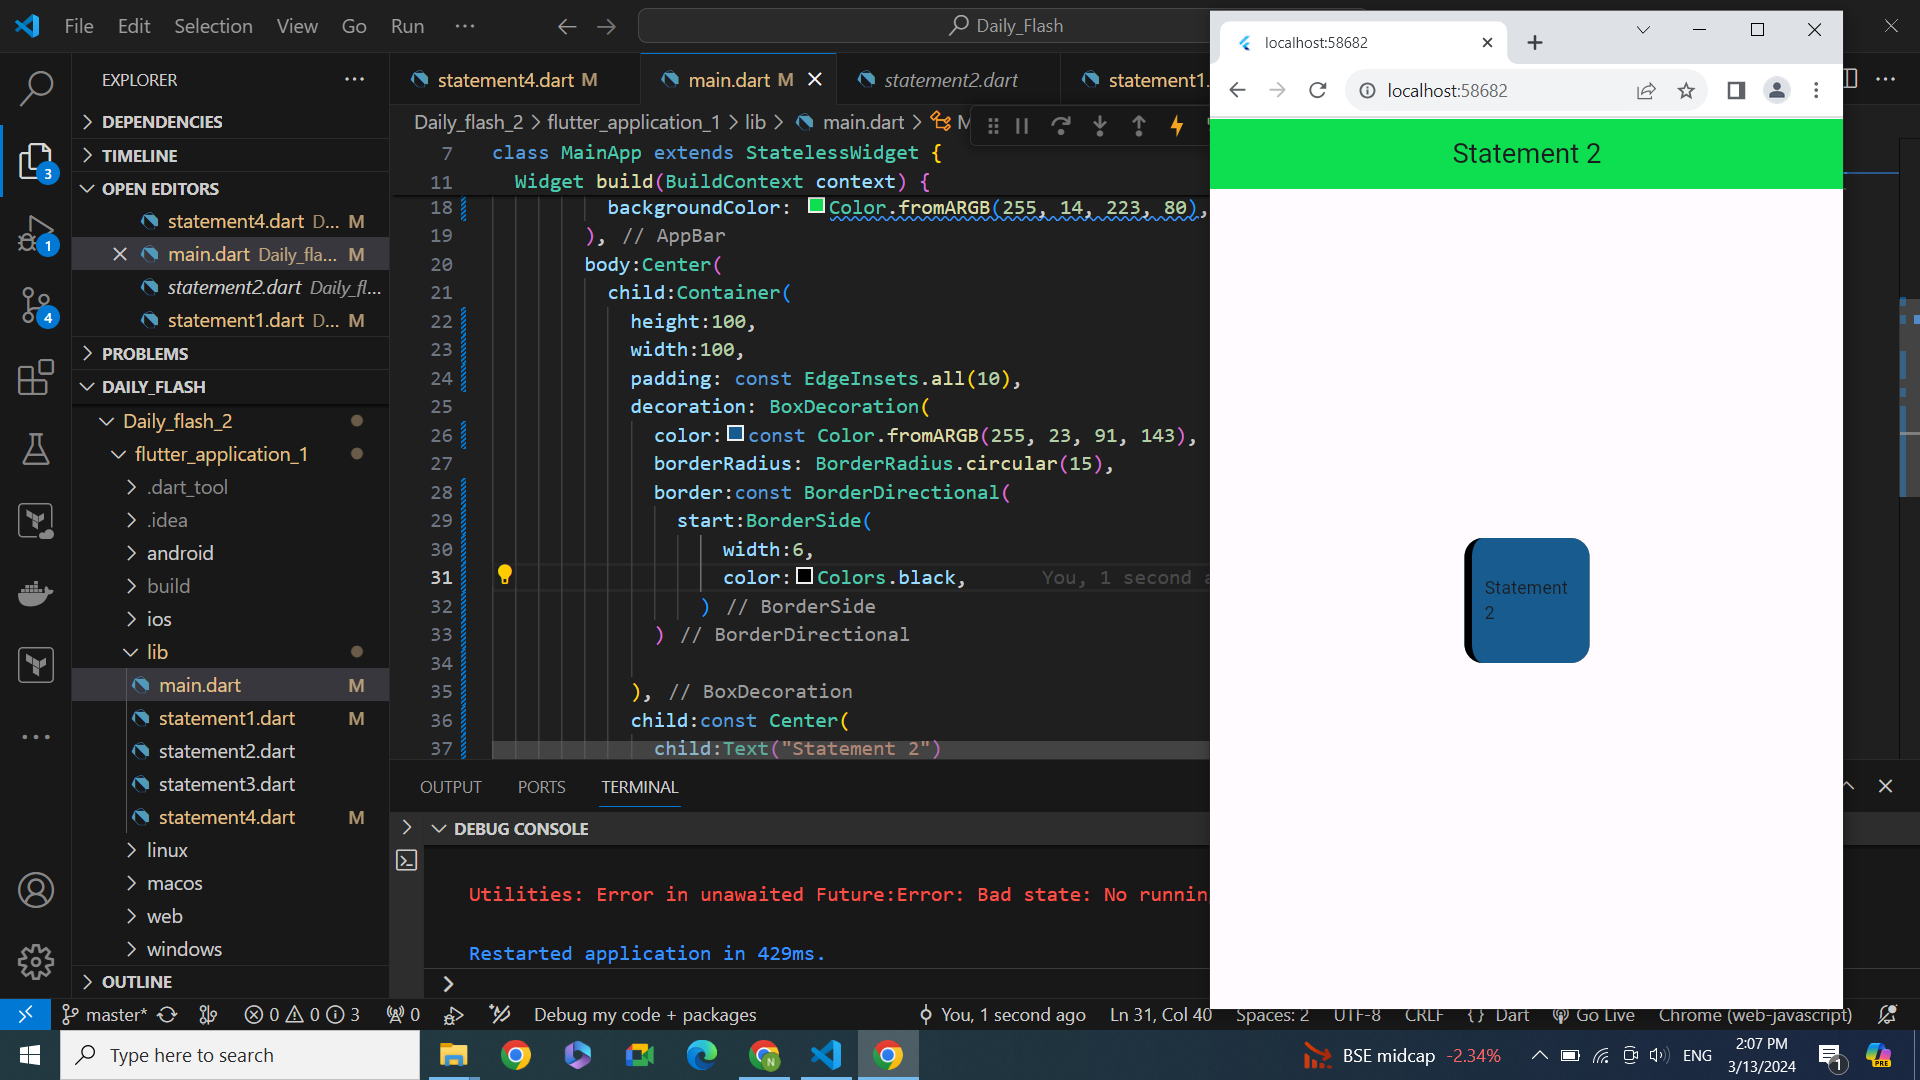 File Edit Selection View Go Run ···
Daily_Flash
EXPLORER
DEPENDENCIES
TIMELINE
OPEN EDITORS
statement4.dart D... M
main.dart Daily_fla... M
statement2.dart Daily_fl...
statement1.dart D... M
PROBLEMS
DAILY_FLASH
Daily_flash_2
flutter_application_1
.dart_tool
.idea
android
build
ios
lib
main.dart M
statement1.dart M
statement2.dart
statement3.dart
statement4.dart M
linux
macos
web
windows
OUTLINE
3
1
4
statement4.dart M
main.dart M
statement2.dart
statement1.
Daily_flash_2 > flutter_application_1 > lib > main.dart > M
7 class MainApp extends StatelessWidget {
11 Widget build(BuildContext context) {
18 backgroundColor: Color.fromARGB(255, 14, 223, 80),
19 ), // AppBar
20 body:Center(
21 child:Container(
22 height:100,
23 width:100,
24 padding: const EdgeInsets.all(10),
25 decoration: BoxDecoration(
26 color: const Color.fromARGB(255, 23, 91, 143),
27 borderRadius: BorderRadius.circular(15),
28 border:const BorderDirectional(
29 start:BorderSide(
30 width:6,
31 color: Colors.black, You, 1 second a
32 ) // BorderSide
33 ) // BorderDirectional
34
35 ), // BoxDecoration
36 child:const Center(
37 child:Text("Statement 2")
OUTPUT PORTS TERMINAL
DEBUG CONSOLE
Utilities: Error in unawaited Future:Error: Bad state: No runnin
Restarted application in 429ms.
localhost:58682
localhost:58682
Statement 2
Statement
2
master* 0 0 3 0 Debug my code + packages You, 1 second ago Ln 31, Col 40 Spaces: 2 UTF-8 CRLF {} Dart Go Live Chrome (web-javascript)
Type here to search
N
BSE midcap -2.34%
ENG
2:07 PM
3/13/2024
1
PRE